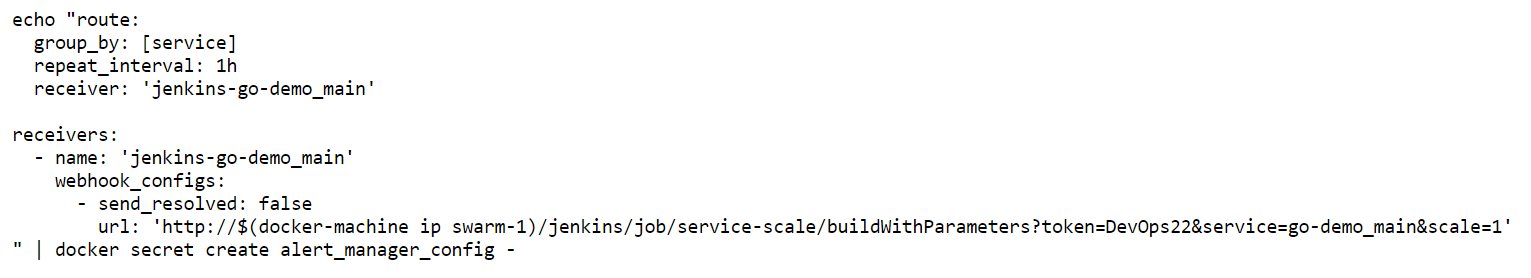 echo "route:
  group_by: [service]
  repeat_interval: 1h
  receiver: 'jenkins-go-demo_main'

receivers:
  - name: 'jenkins-go-demo_main'
    webhook_configs:
      - send_resolved: false
        url: 'http://$(docker-machine ip swarm-1)/jenkins/job/service-scale/buildWithParameters?token=DevOps22&service=go-demo_main&scale=1'
" | docker secret create alert_manager_config -